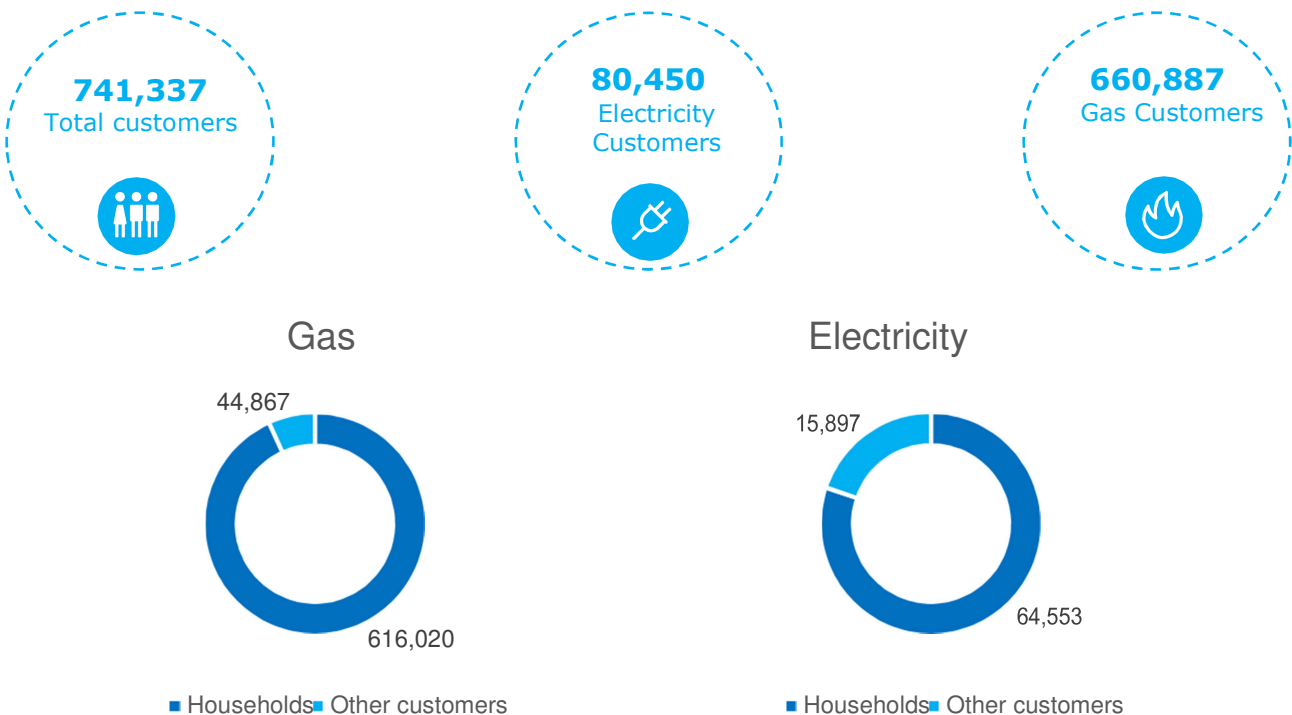 741,337
Total customers
80,450
Electricity
Customers
660,887
Gas Customers
Gas
44,867
616,020
Households Other customers
Electricity
15,897
64,553
Households Other customers